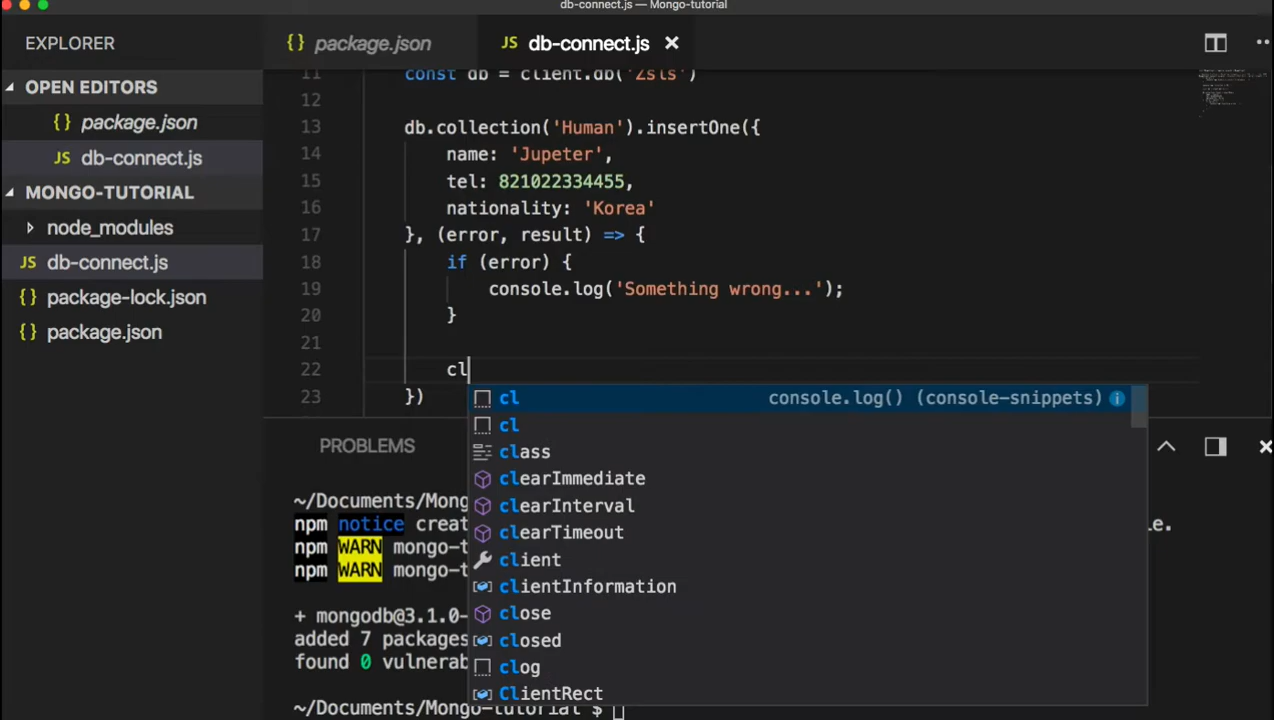 db-connect.js — Mongo-tutorial
EXPLORER
{} package.json
JS db-connect.js ×
OPEN EDITORS
{} package.json
JS db-connect.js
MONGO-TUTORIAL
node_modules
JS db-connect.js
{} package-lock.json
{} package.json
11 const db = client.db('Zsls')
12
13 db.collection('Human').insertOne({
14 name: 'Jupeter',
15 tel: 821022334455,
16 nationality: 'Korea'
17 }, (error, result) => {
18 if (error) {
19 console.log('Something wrong...');
20 }
21
22 cl
23 })
cl console.log() (console-snippets)
cl
class
clearImmediate
clearInterval
clearTimeout
client
clientInformation
close
closed
clog
ClientRect
PROBLEMS
~/Documents/Mong
npm notice creat le.
npm WARN mongo-t
npm WARN mongo-t
+ mongodb@3.1.0-
added 7 packages
found 0 vulnerab
~/Documents/Mongo-tutorial $